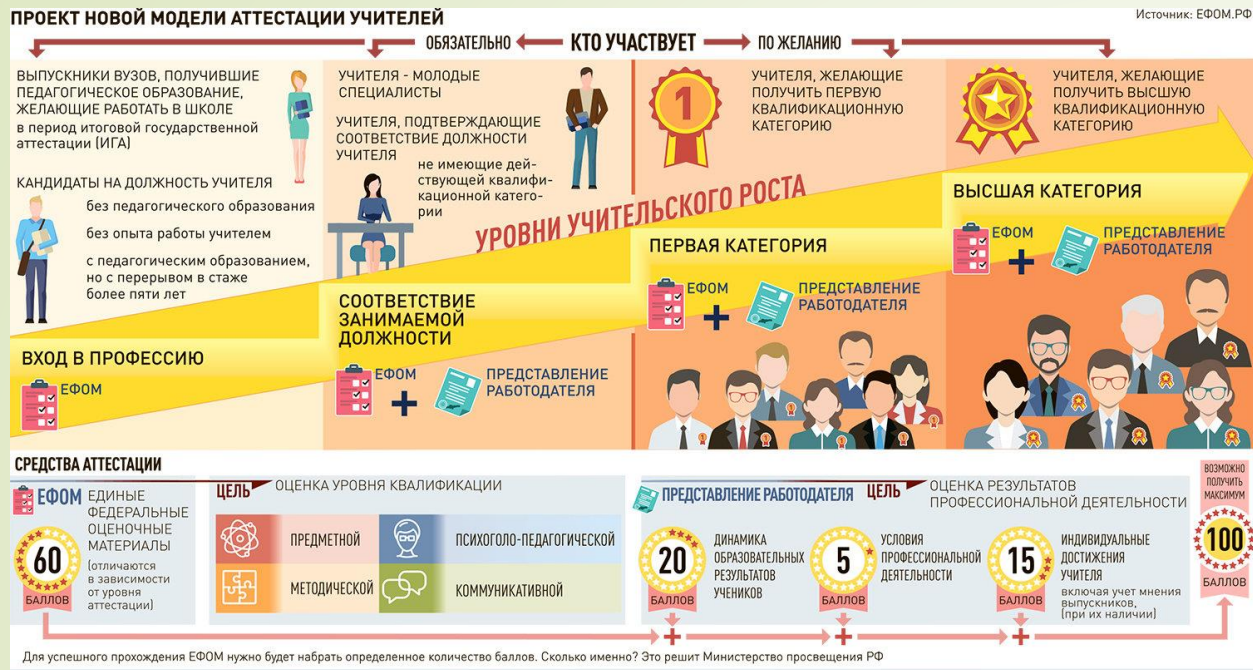 ПРОЕКТ НОВОЙ МОДЕЛИ АТТЕСТАЦИИ УЧИТЕЛЕЙ
Источник: ЕФОМ.РФ
ОБЯЗАТЕЛЬНО
КТО УЧАСТВУЕТ
ПО ЖЕЛАНИЮ
ВЫПУСКНИКИ ВУЗОВ, ПОЛУЧИВШИЕ
ПЕДАГОГИЧЕСКОЕ ОБРАЗОВАНИЕ,
ЖЕЛАЮЩИЕ РАБОТАТЬ В ШКОЛЕ
в период итоговой государственной
аттестации (ИГА)
КАНДИДАТЫ НА ДОЛЖНОСТЬ УЧИТЕЛЯ
без педагогического образования
без опыта работы учителем
с педагогическим образованием,
но с перерывом в стаже
более пяти лет
УЧИТЕЛЯ - МОЛОДЫЕ
СПЕЦИАЛИСТЫ
УЧИТЕЛЯ, ПОДТВЕРЖДАЮЩИЕ
СООТВЕТСТВИЕ ДОЛЖНОСТИ
УЧИТЕЛЯ
не имеющие дей-
ствующей квалифи-
кационной катего-
рии
1
УЧИТЕЛЯ, ЖЕЛАЮЩИЕ
ПОЛУЧИТЬ ПЕРВУЮ
КВАЛИФИКАЦИОННУЮ
КАТЕГОРИЮ
УЧИТЕЛЯ, ЖЕЛАЮЩИЕ
ПОЛУЧИТЬ ВЫСШУЮ
КВАЛИФИКАЦИОННУЮ
КАТЕГОРИЮ
УРОВНИ УЧИТЕЛЬСКОГО РОСТА
ВХОД В ПРОФЕССИЮ
ЕФОМ
СООТВЕТСТВИЕ
ЗАНИМАЕМОЙ
ДОЛЖНОСТИ
ЕФОМ
+
ПРЕДСТАВЛЕНИЕ
РАБОТОДАТЕЛЯ
ПЕРВАЯ КАТЕГОРИЯ
ЕФОМ
+
ПРЕДСТАВЛЕНИЕ
РАБОТОДАТЕЛЯ
ВЫСШАЯ КАТЕГОРИЯ
ЕФОМ
+
ПРЕДСТАВЛЕНИЕ
РАБОТОДАТЕЛЯ
СРЕДСТВА АТТЕСТАЦИИ
ЕФОМ
ЕДИНЫЕ
ФЕДЕРАЛЬНЫЕ
ОЦЕНОЧНЫЕ
МАТЕРИАЛЫ
(отличаются
в зависимости
от уровня
аттестации)
60
БАЛЛОВ
ЦЕЛЬ
ОЦЕНКА УРОВНЯ КВАЛИФИКАЦИИ
ПРЕДМЕТНОЙ
ПСИХОГОЛО-ПЕДАГОГИЧЕСКОЙ
МЕТОДИЧЕСКОЙ
КОММУНИКАТИВНОЙ
ПРЕДСТАВЛЕНИЕ РАБОТОДАТЕЛЯ
ЦЕЛЬ
ОЦЕНКА РЕЗУЛЬТАТОВ
ПРОФЕССИОНАЛЬНОЙ ДЕЯТЕЛЬНОСТИ
20
БАЛЛОВ
ДИНАМИКА
ОБРАЗОВАТЕЛЬНЫХ
РЕЗУЛЬТАТОВ
УЧЕНИКОВ
5
БАЛЛОВ
УСЛОВИЯ
ПРОФЕССИОНАЛЬНОЙ
ДЕЯТЕЛЬНОСТИ
15
БАЛЛОВ
ИНДИВИДУАЛЬНЫЕ
ДОСТИЖЕНИЯ
УЧИТЕЛЯ
включая учет мнения
выпускников,
(при их наличии)
ВОЗМОЖНО
ПОЛУЧИТЬ
МАКСИМУМ
100
БАЛЛОВ
+
+
+
Для успешного прохождения ЕФОМ нужно будет набрать определенное количество баллов. Сколько именно? Это решит Министерство просвещения РФ